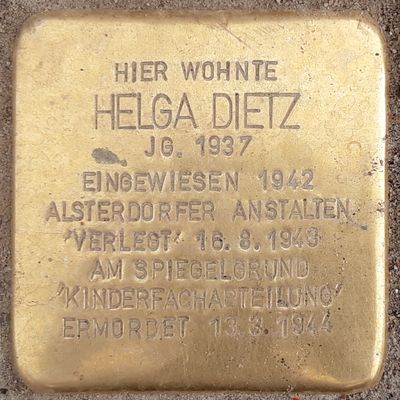 HIER WOHNTE
HELGA DIETZ
JG. 1937
EINGEWIESEN 1942
ALSTERDORFER ANSTALTEN
"VERLEGT" 16.8.1943
AM SPIEGELGRUND
"KINDERFACHABTEILUNG"
ERMORDET 13.3.1944